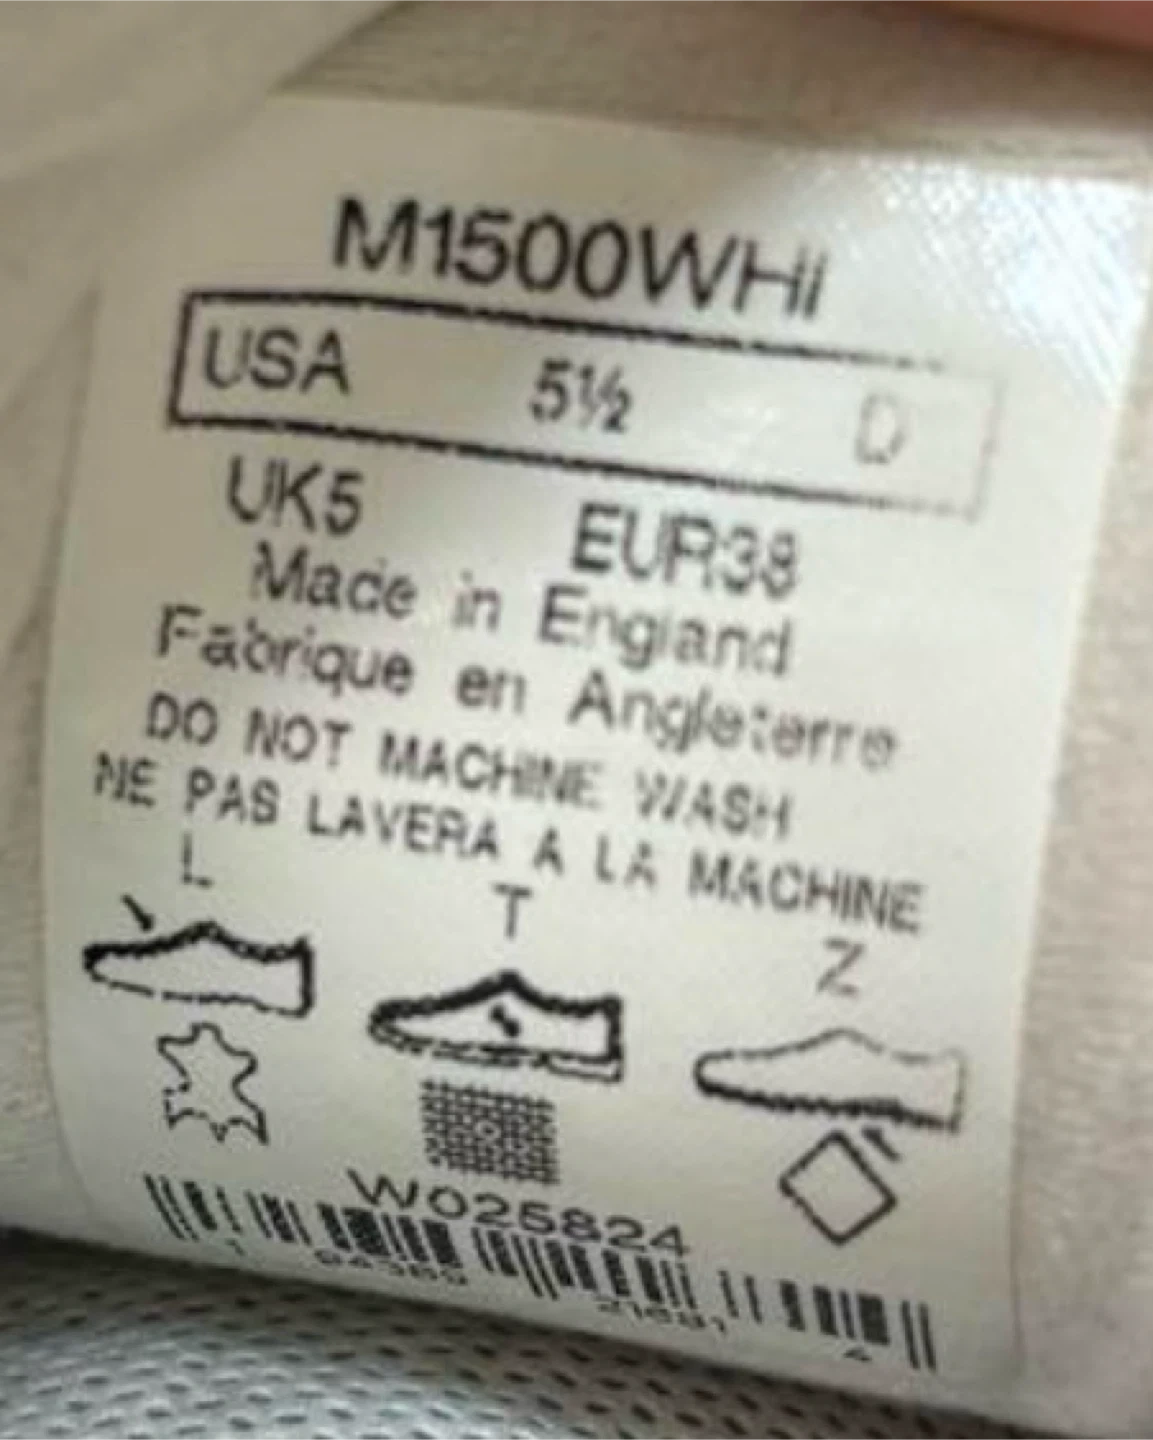 M1500WHI
USA 5½ D
UK5 EUR38
Made in England
Fabrique en Angleterre
DO NOT MACHINE WASH
NE PAS LAVERA A LA MACHINE
L T Z
W025824